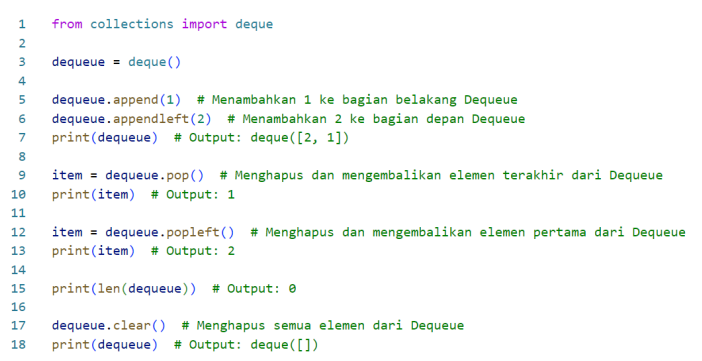 1 from collections import deque
2
3 dequeue = deque()
4
5 dequeue.append(1)  # Menambahkan 1 ke bagian belakang Dequeue
6 dequeue.appendleft(2)  # Menambahkan 2 ke bagian depan Dequeue
7 print(dequeue)  # Output: deque([2, 1])
8
9 item = dequeue.pop()  # Menghapus dan mengembalikan elemen terakhir dari Dequeue
10 print(item)  # Output: 1
11
12 item = dequeue.popleft()  # Menghapus dan mengembalikan elemen pertama dari Dequeue
13 print(item)  # Output: 2
14
15 print(len(dequeue))  # Output: 0
16
17 dequeue.clear()  # Menghapus semua elemen dari Dequeue
18 print(dequeue)  # Output: deque([])